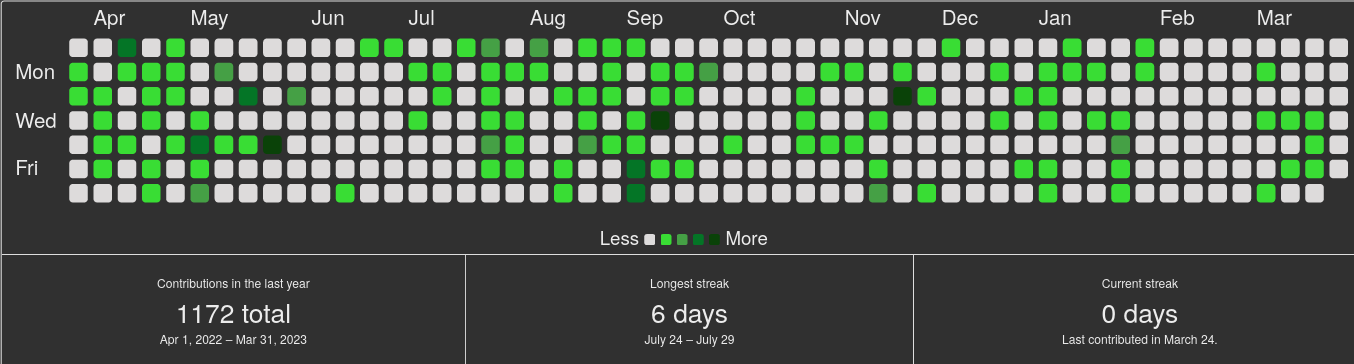 Apr May Jun Jul Aug Sep Oct Nov Dec Jan Feb Mar
Mon
Wed
Fri
Less More
Contributions in the last year
1172 total
Apr 1, 2022 – Mar 31, 2023
Longest streak
6 days
July 24 – July 29
Current streak
0 days
Last contributed in March 24.